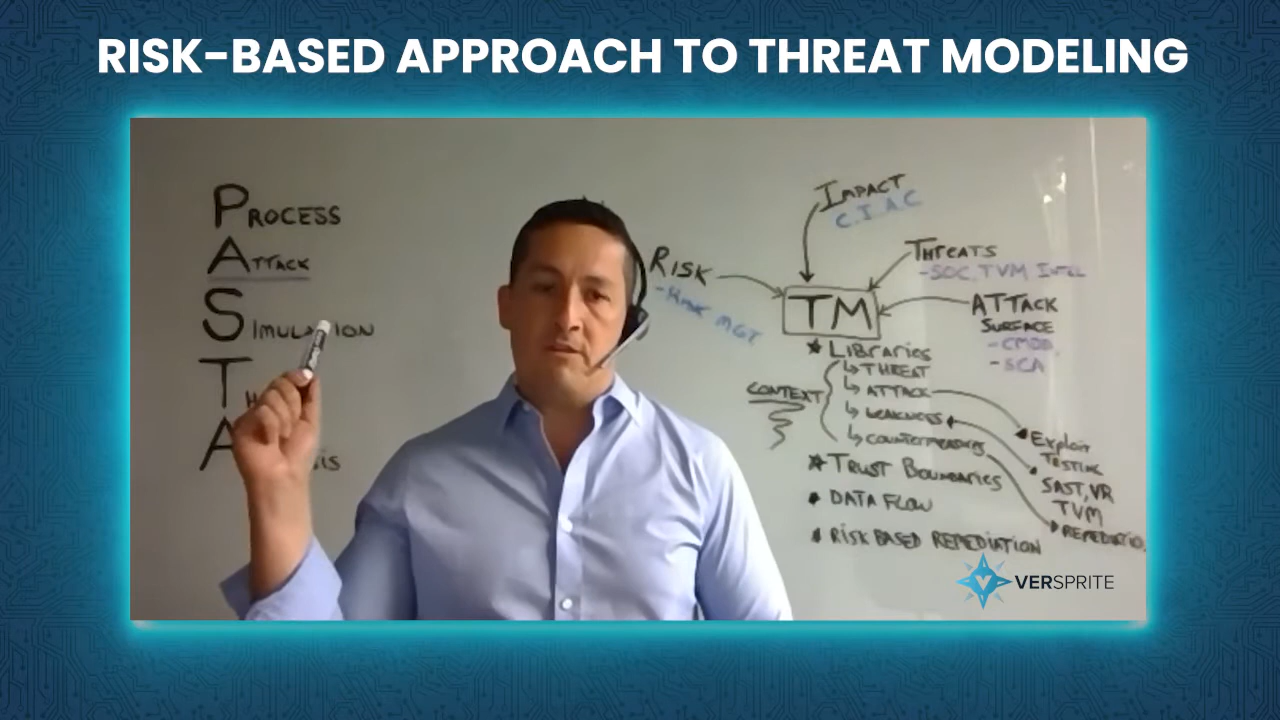 RISK-BASED APPROACH TO THREAT MODELING
PROCESS
ATTACK
SIMULATION
T
A
RISK
- RISK MGT
IMPACT
C.I.A.C
THREATS
-SOC, TVM INTEL
ATTACK
SURFACE
- CMDB
- SCA
TM
LIBRARIES
THREAT
ATTACK
WEAKNESS
COUNTERMEASURES
CONTEXT
TRUST BOUNDARIES
DATA FLOW
RISK BASED REMEDIATION
Exploit
TESTING
SAST, VR
TVM
VERSPRITE